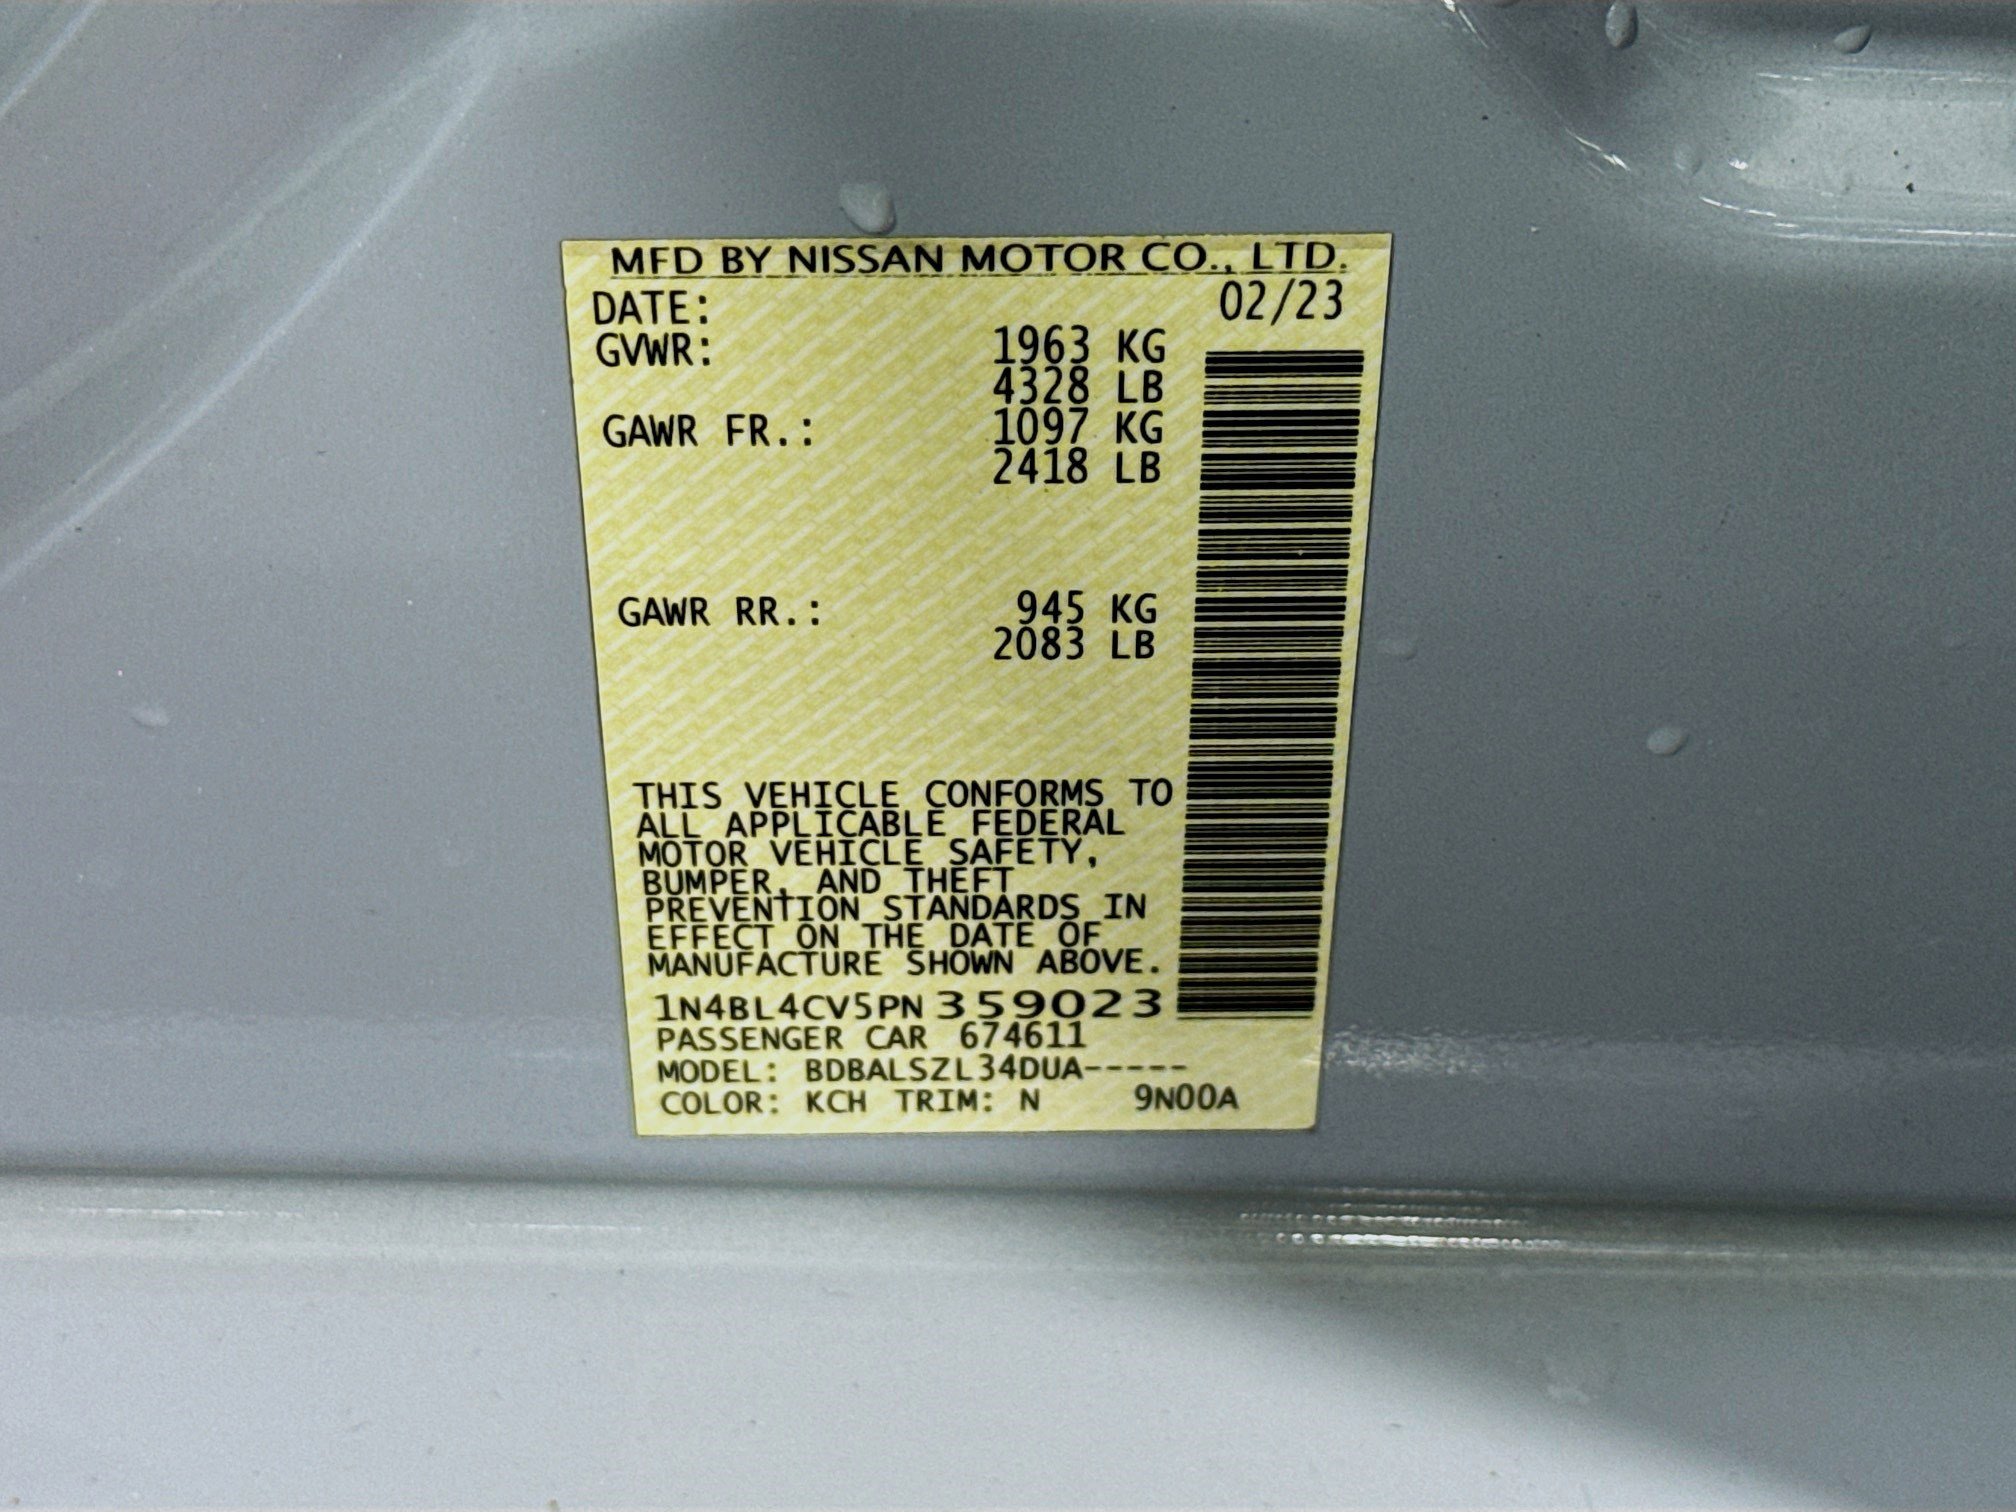 MFD BY NISSAN MOTOR CO., LTD.
DATE: 02/23
GVWR: 1963 KG
4328 LB
GAWR FR.: 1097 KG
2418 LB
GAWR RR.: 945 KG
2083 LB
THIS VEHICLE CONFORMS TO
ALL APPLICABLE FEDERAL
MOTOR VEHICLE SAFETY,
BUMPER, AND THEFT
PREVENTION STANDARDS IN
EFFECT ON THE DATE OF
MANUFACTURE SHOWN ABOVE.
1N4BL4CV5PN359023
PASSENGER CAR 674611
MODEL: BDBALSZL34DUA-----
COLOR: KCH TRIM: N 9N00A